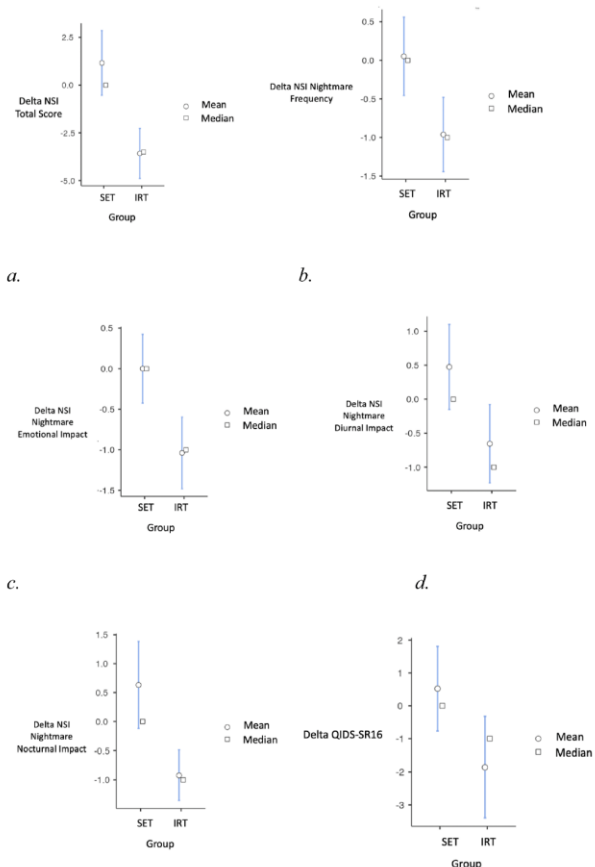 2.5
0.0
-2.5
-5.0
Delta NSI
Total Score
SET IRT
Group
Mean
Median
0.5
0.0
-0.5
-1.0
-1.5
Delta NSI Nightmare
Frequency
SET IRT
Group
Mean
Median
a. b.
0.5
0.0
-0.5
-1.0
-1.5
Delta NSI
Nightmare
Emotional Impact
SET IRT
Group
Mean
Median
1.0
0.5
0.0
-0.5
-1.0
Delta NSI
Nightmare
Diurnal Impact
SET IRT
Group
Mean
Median
c. d.
1.5
1.0
0.5
0.0
-0.5
-1.0
Delta NSI
Nightmare
Nocturnal Impact
SET IRT
Group
Mean
Median
2
1
0
-1
-2
-3
Delta QIDS-SR16
SET IRT
Group
Mean
Median